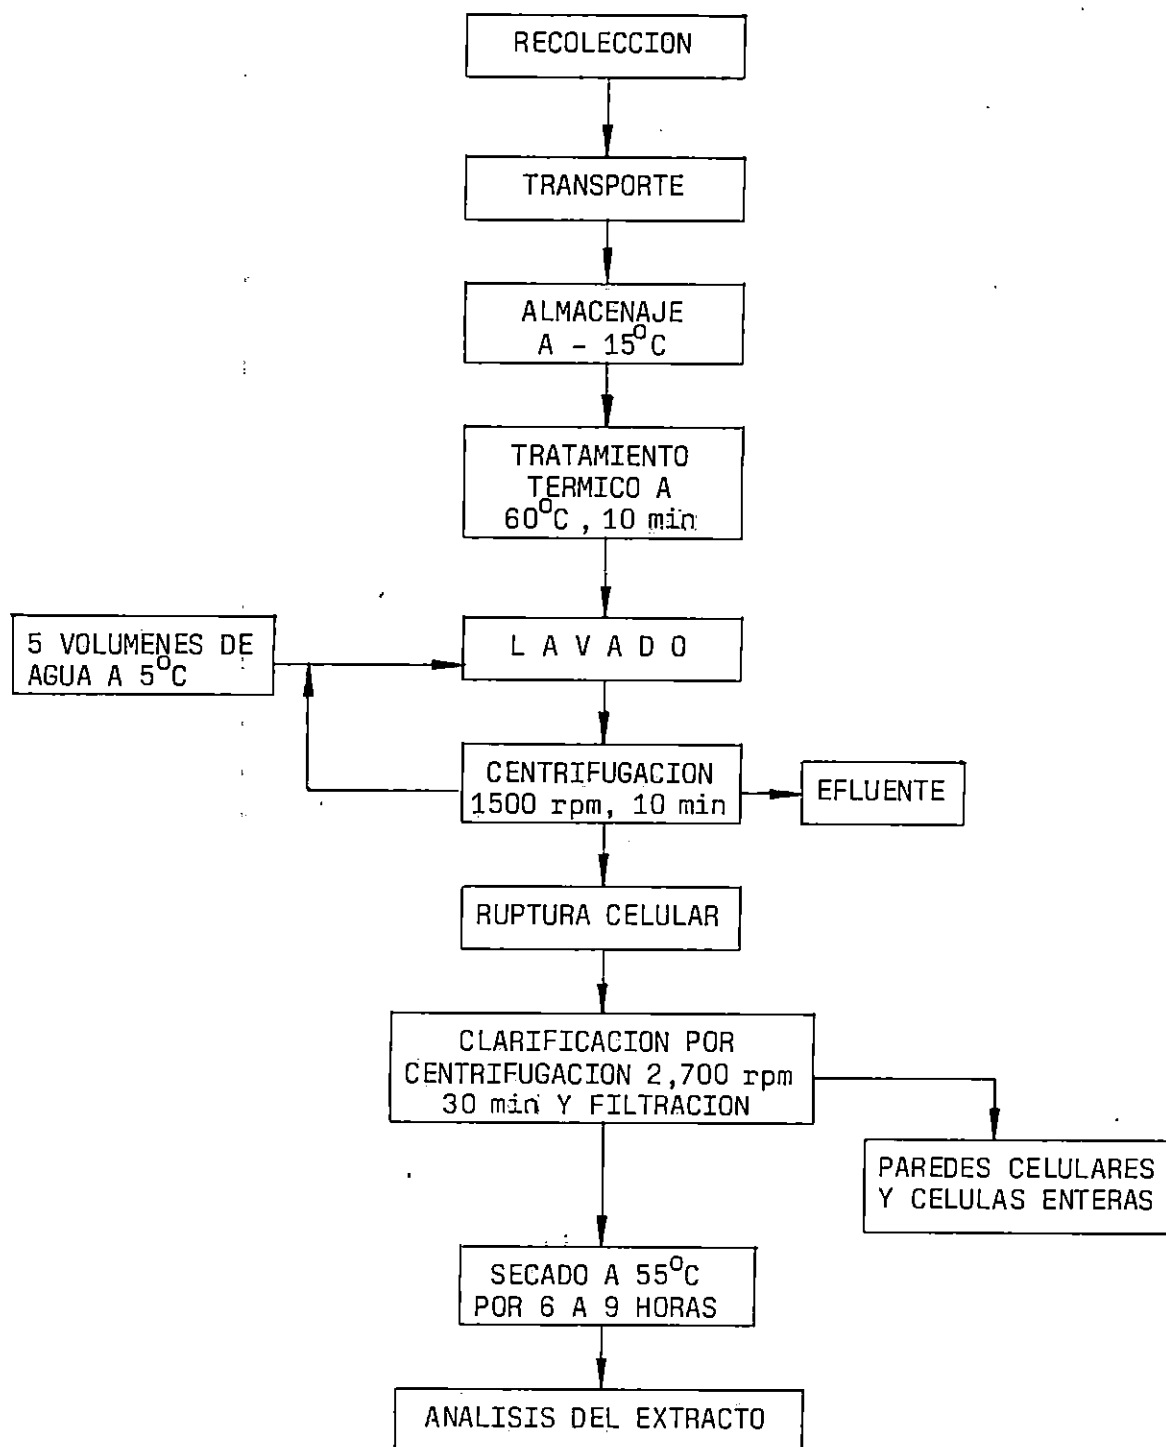 RECOLECCION
TRANSPORTE
ALMACENAJE
A - 15°C
TRATAMIENTO
TERMICO A
60°C, 10 min
5 VOLUMENES DE
AGUA A 5°C
L A V A D O
CENTRIFUGACION
1500 rpm, 10 min
EFLUENTE
RUPTURA CELULAR
CLARIFICACION POR
CENTRIFUGACION 2,700 rpm
30 min Y FILTRACION
PAREDES CELULARES
Y CELULAS ENTERAS
SECADO A 55°C
POR 6 A 9 HORAS
ANALISIS DEL EXTRACTO